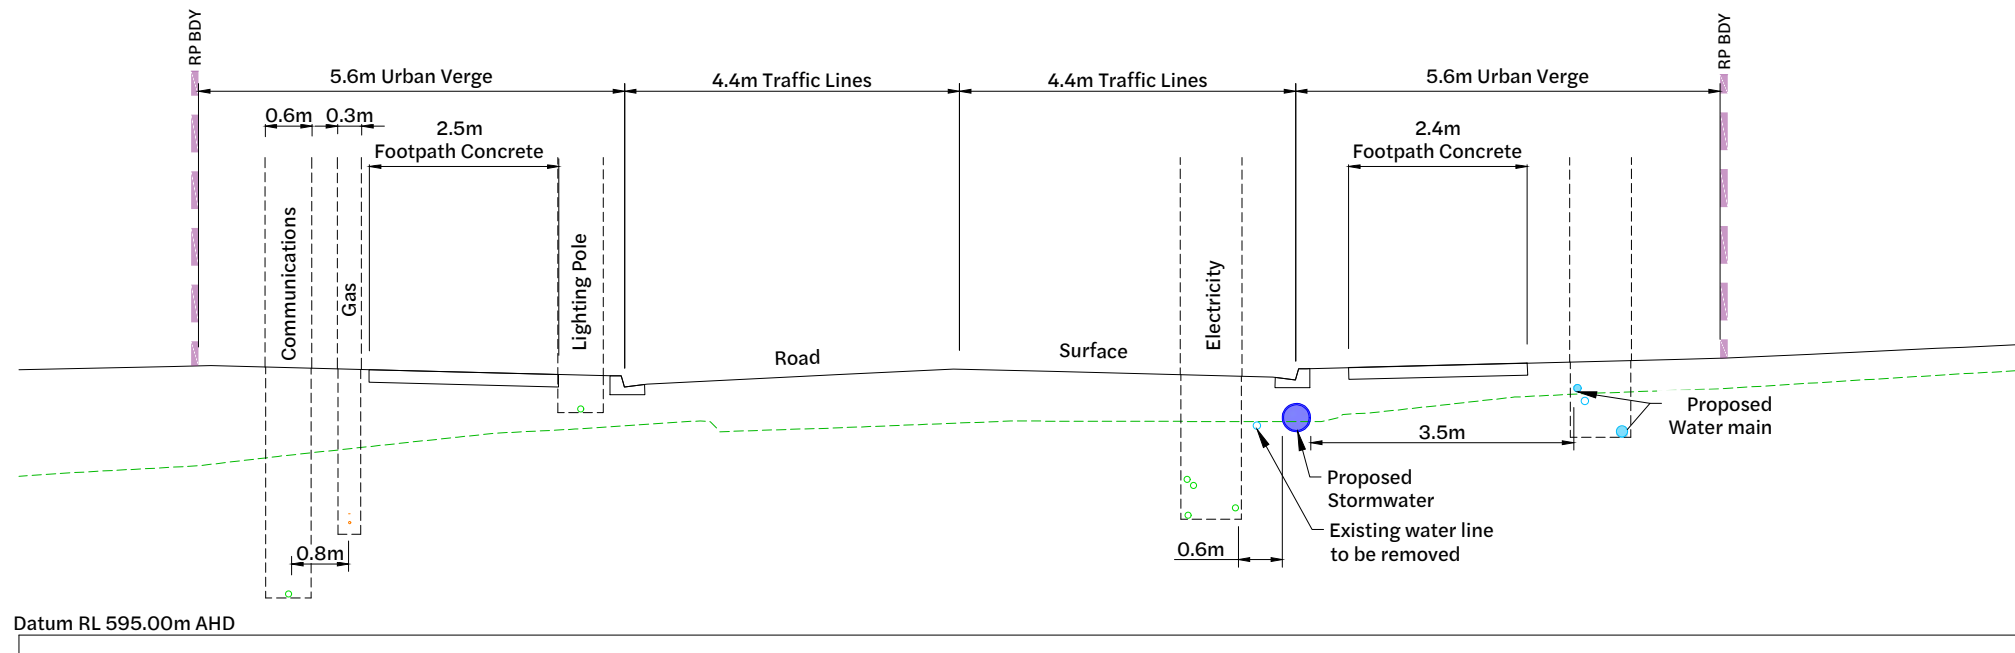 RP BDY
RP BDY
5.6m Urban Verge
4.4m Traffic Lines
4.4m Traffic Lines
5.6m Urban Verge
0.6m
0.3m
2.5m
Footpath Concrete
2.4m
Footpath Concrete
Communications
Gas
Lighting Pole
Electricity
Road
Surface
Proposed
Water main
3.5m
Proposed
Stormwater
Existing water line
to be removed
0.6m
0.8m
Datum RL 595.00m AHD